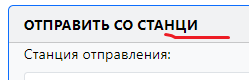 ОТПРАВИТЬ СО СТАНЦИ
Станция отправления: